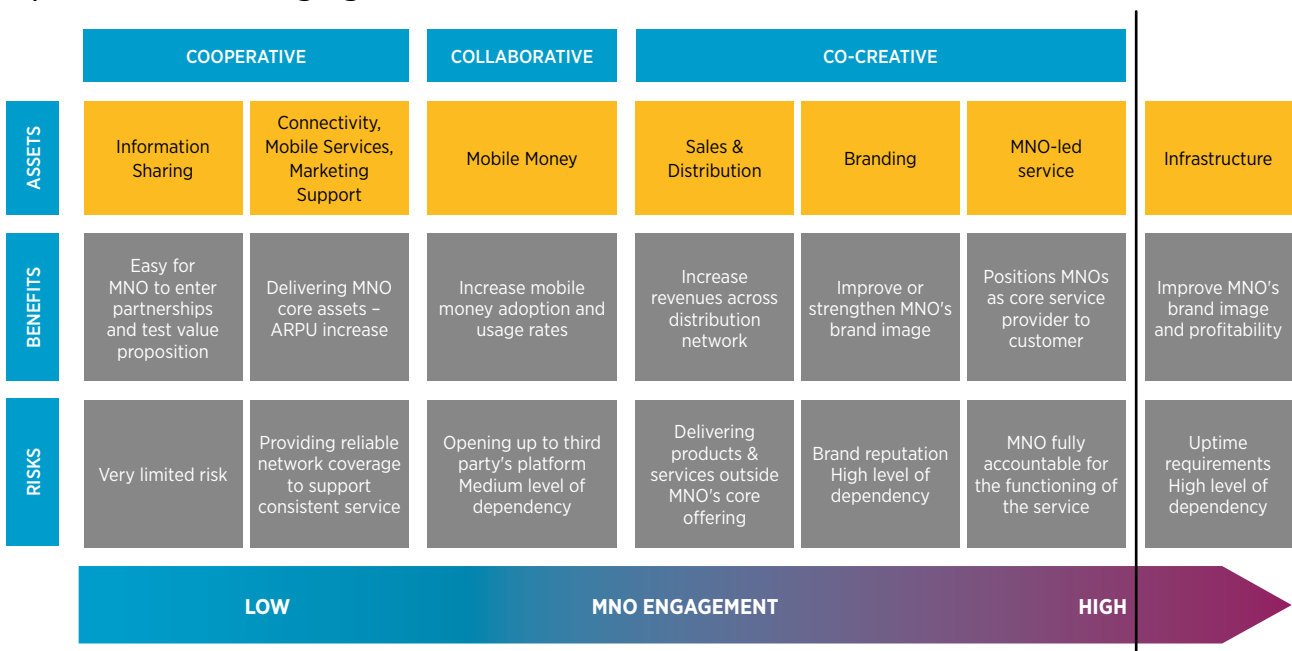 COOPERATIVE
COLLABORATIVE
CO-CREATIVE
ASSETS
Information
Sharing
Connectivity,
Mobile Services,
Marketing
Support
Mobile Money
Sales &
Distribution
Branding
MNO-led
service
Infrastructure
BENEFITS
Easy for
MNO to enter
partnerships
and test value
proposition
Delivering MNO
core assets –
ARPU increase
Increase mobile
money adoption and
usage rates
Increase
revenues across
distribution
network
Improve or
strengthen MNO's
brand image
Positions MNOs
as core service
provider to
customer
Improve MNO's
brand image
and profitability
RISKS
Very limited risk
Providing reliable
network coverage
to support
consistent service
Opening up to third
party's platform
Medium level of
dependency
Delivering
products &
services outside
MNO's core
offering
Brand reputation
High level of
dependency
MNO fully
accountable for
the functioning of
the service
Uptime
requirements
High level of
dependency
LOW
MNO ENGAGEMENT
HIGH